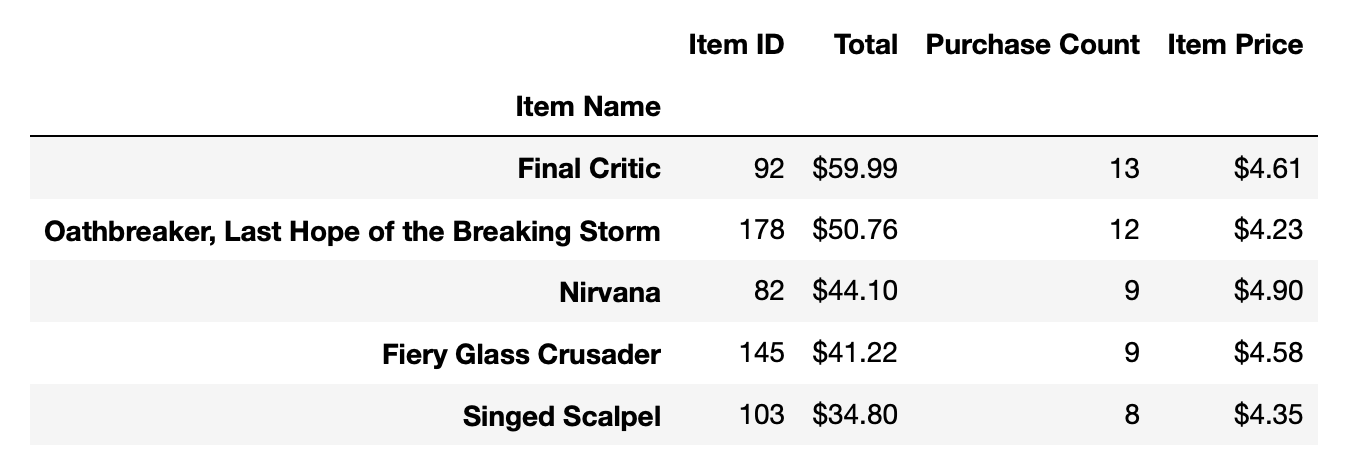 Item ID Total Purchase Count Item Price
Item Name
Final Critic 92 $59.99 13 $4.61
Oathbreaker, Last Hope of the Breaking Storm 178 $50.76 12 $4.23
Nirvana 82 $44.10 9 $4.90
Fiery Glass Crusader 145 $41.22 9 $4.58
Singed Scalpel 103 $34.80 8 $4.35